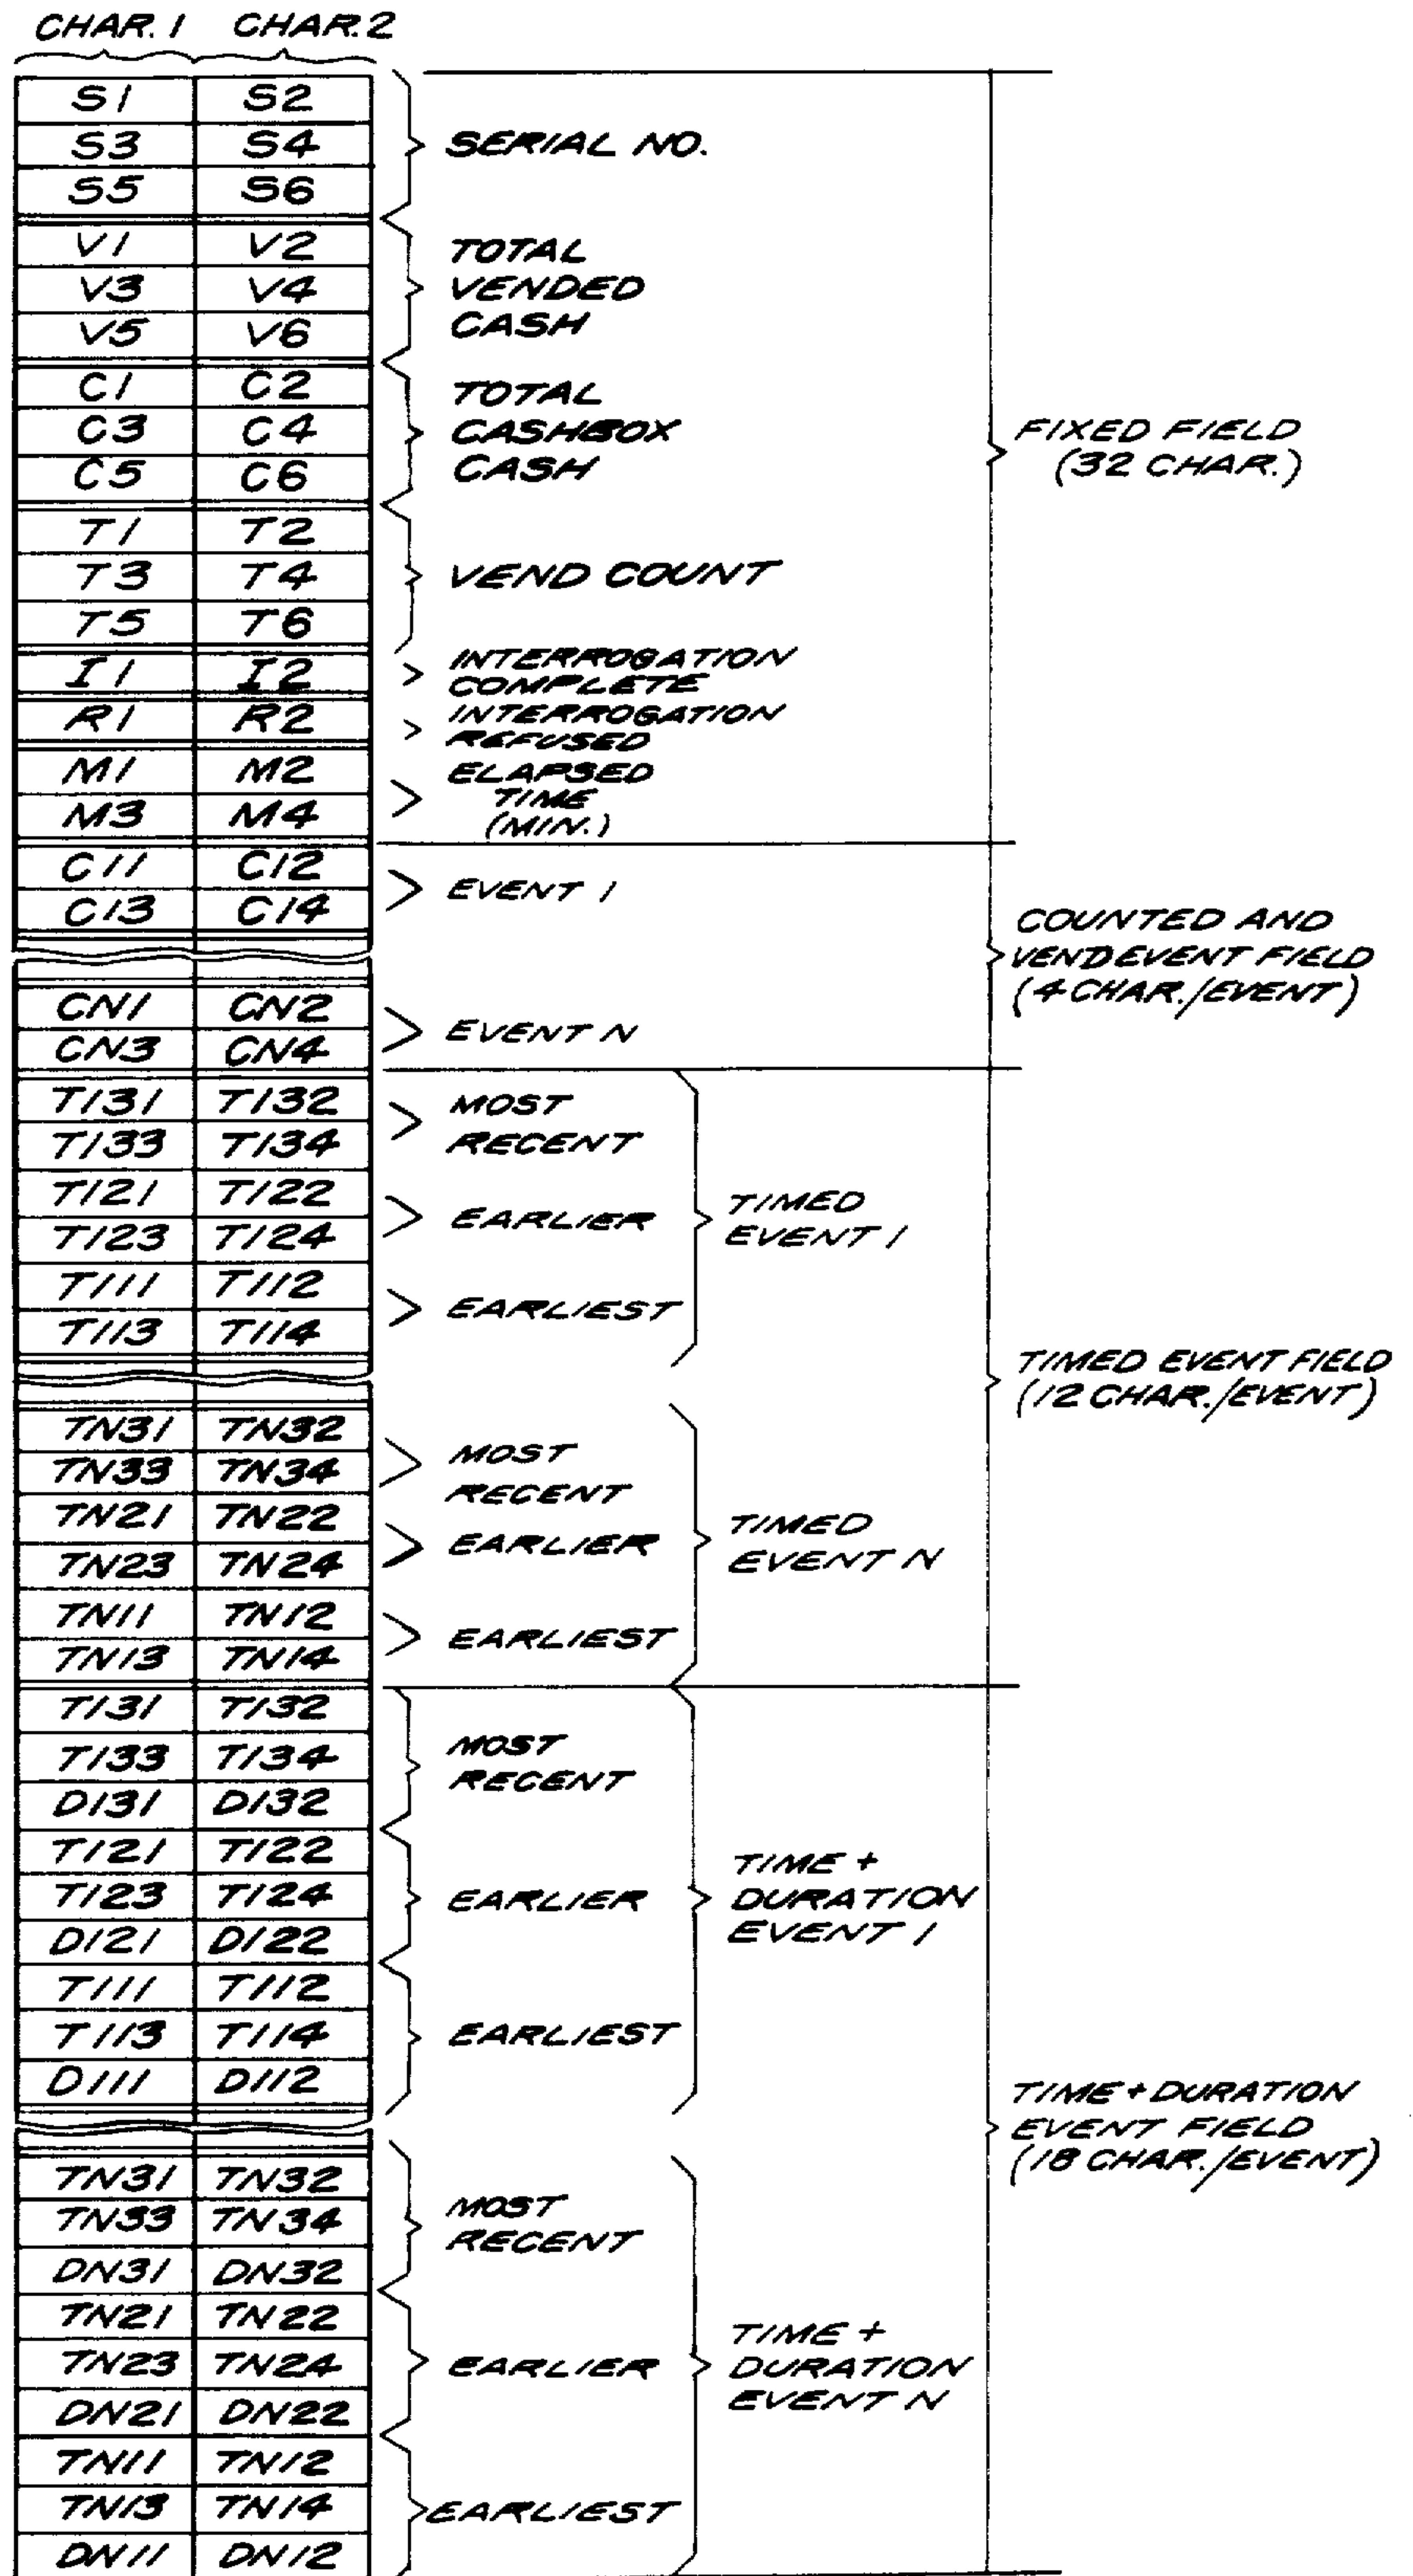 CHAR. 1 CHAR. 2
S1 S2
S3 S4
S5 S6
SERIAL NO.
V1 V2
V3 V4
V5 V6
TOTAL
VENDED
CASH
C1 C2
C3 C4
C5 C6
TOTAL
CASHBOX
CASH
FIXED FIELD
(32 CHAR.)
T1 T2
T3 T4
T5 T6
VEND COUNT
I1 I2
INTERROGATION
COMPLETE
R1 R2
INTERROGATION
REFUSED
M1 M2
M3 M4
ELAPSED
TIME
(MIN.)
C11 C12
C13 C14
EVENT 1
COUNTED AND
VEND EVENT FIELD
(4 CHAR./EVENT)
CN1 CN2
CN3 CN4
EVENT N
T131 T132
T133 T134
MOST
RECENT
T121 T122
T123 T124
EARLIER
TIMED
EVENT 1
T111 T112
T113 T114
EARLIEST
TIMED EVENT FIELD
(12 CHAR./EVENT)
TN31 TN32
TN33 TN34
MOST
RECENT
TN21 TN22
TN23 TN24
EARLIER
TIMED
EVENT N
TN11 TN12
TN13 TN14
EARLIEST
T131 T132
T133 T134
D131 D132
MOST
RECENT
T121 T122
T123 T124
D121 D122
EARLIER
TIME +
DURATION
EVENT 1
T111 T112
T113 T114
D111 D112
EARLIEST
TIME + DURATION
EVENT FIELD
(18 CHAR./EVENT)
TN31 TN32
TN33 TN34
DN31 DN32
MOST
RECENT
TN21 TN22
TN23 TN24
DN21 DN22
EARLIER
TIME +
DURATION
EVENT N
TN11 TN12
TN13 TN14
DN11 DN12
EARLIEST